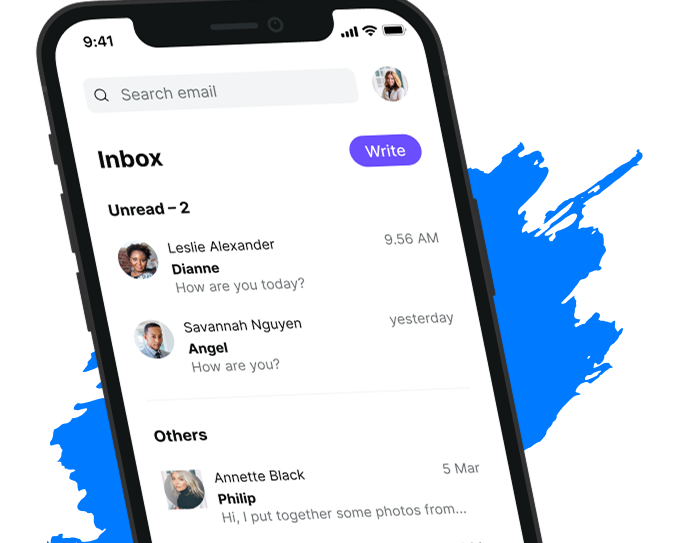 9:41
Search email
Inbox
Write
Unread – 2
Leslie Alexander
9.56 AM
Dianne
How are you today?
Savannah Nguyen
yesterday
Angel
How are you?
Others
Annette Black
5 Mar
Philip
Hi, I put together some photos from...